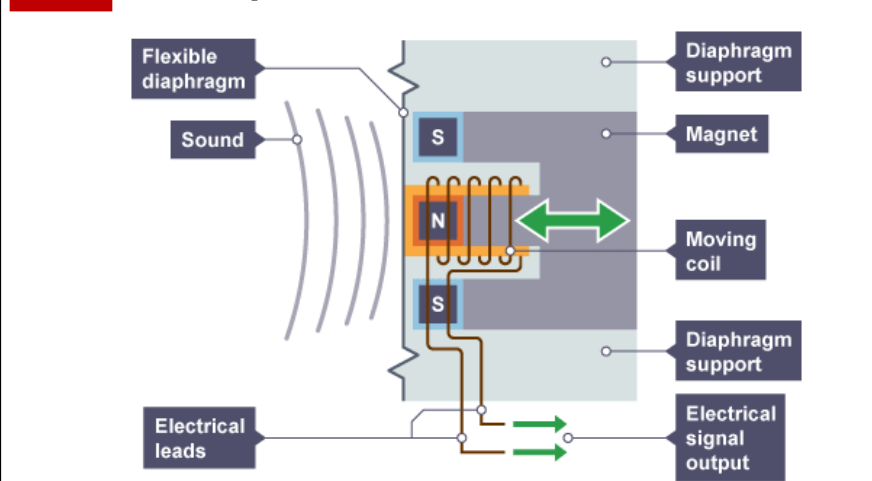 Flexible
diaphragm
Sound
Diaphragm
support
S
Magnet
N
Moving
coil
S
Diaphragm
support
Electrical
leads
Electrical
signal
output